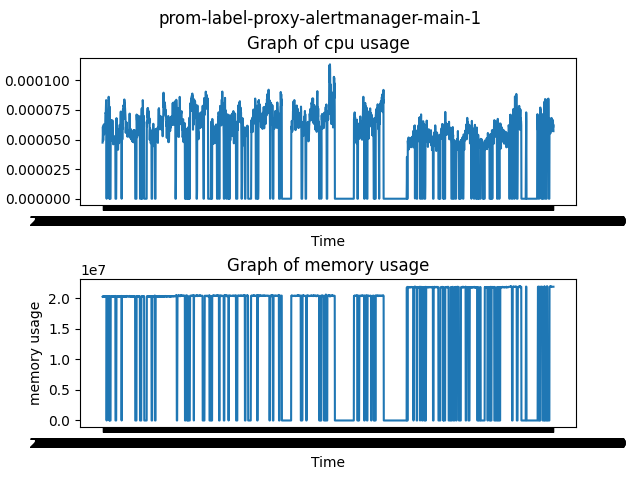 prom-label-proxy-alertmanager-main-1
Graph of cpu usage
0.000100
0.000075
0.000050
0.000025
0.000000
Time
Graph of memory usage
1e7
memory usage
2.0
1.5
1.0
0.5
0.0
Time